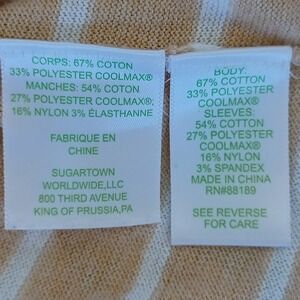 CORPS: 67% COTON
33% POLYESTER COOLMAX®
MANCHES: 54% COTON
27% POLYESTER COOLMAX®;
16% NYLON 3% ÉLASTHANNE
FABRIQUE EN
CHINE
SUGARTOWN
WORLDWIDE,LLC
800 THIRD AVENUE
KING OF PRUSSIA,PA
BODY:
67% COTTON
33% POLYESTER
COOLMAX®
SLEEVES:
54% COTTON
27% POLYESTER
COOLMAX®
16% NYLON
3% SPANDEX
MADE IN CHINA
RN#88189
SEE REVERSE
FOR CARE